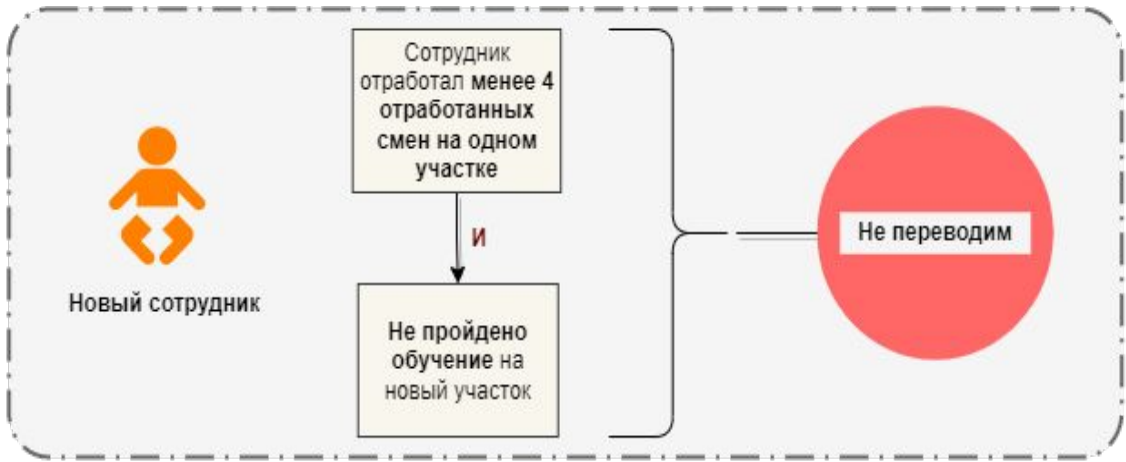 Сотрудник
отработал менее 4
отработанных
смен на одном
участке
И
Не пройдено
обучение на
новый участок
Новый сотрудник
Не переводим